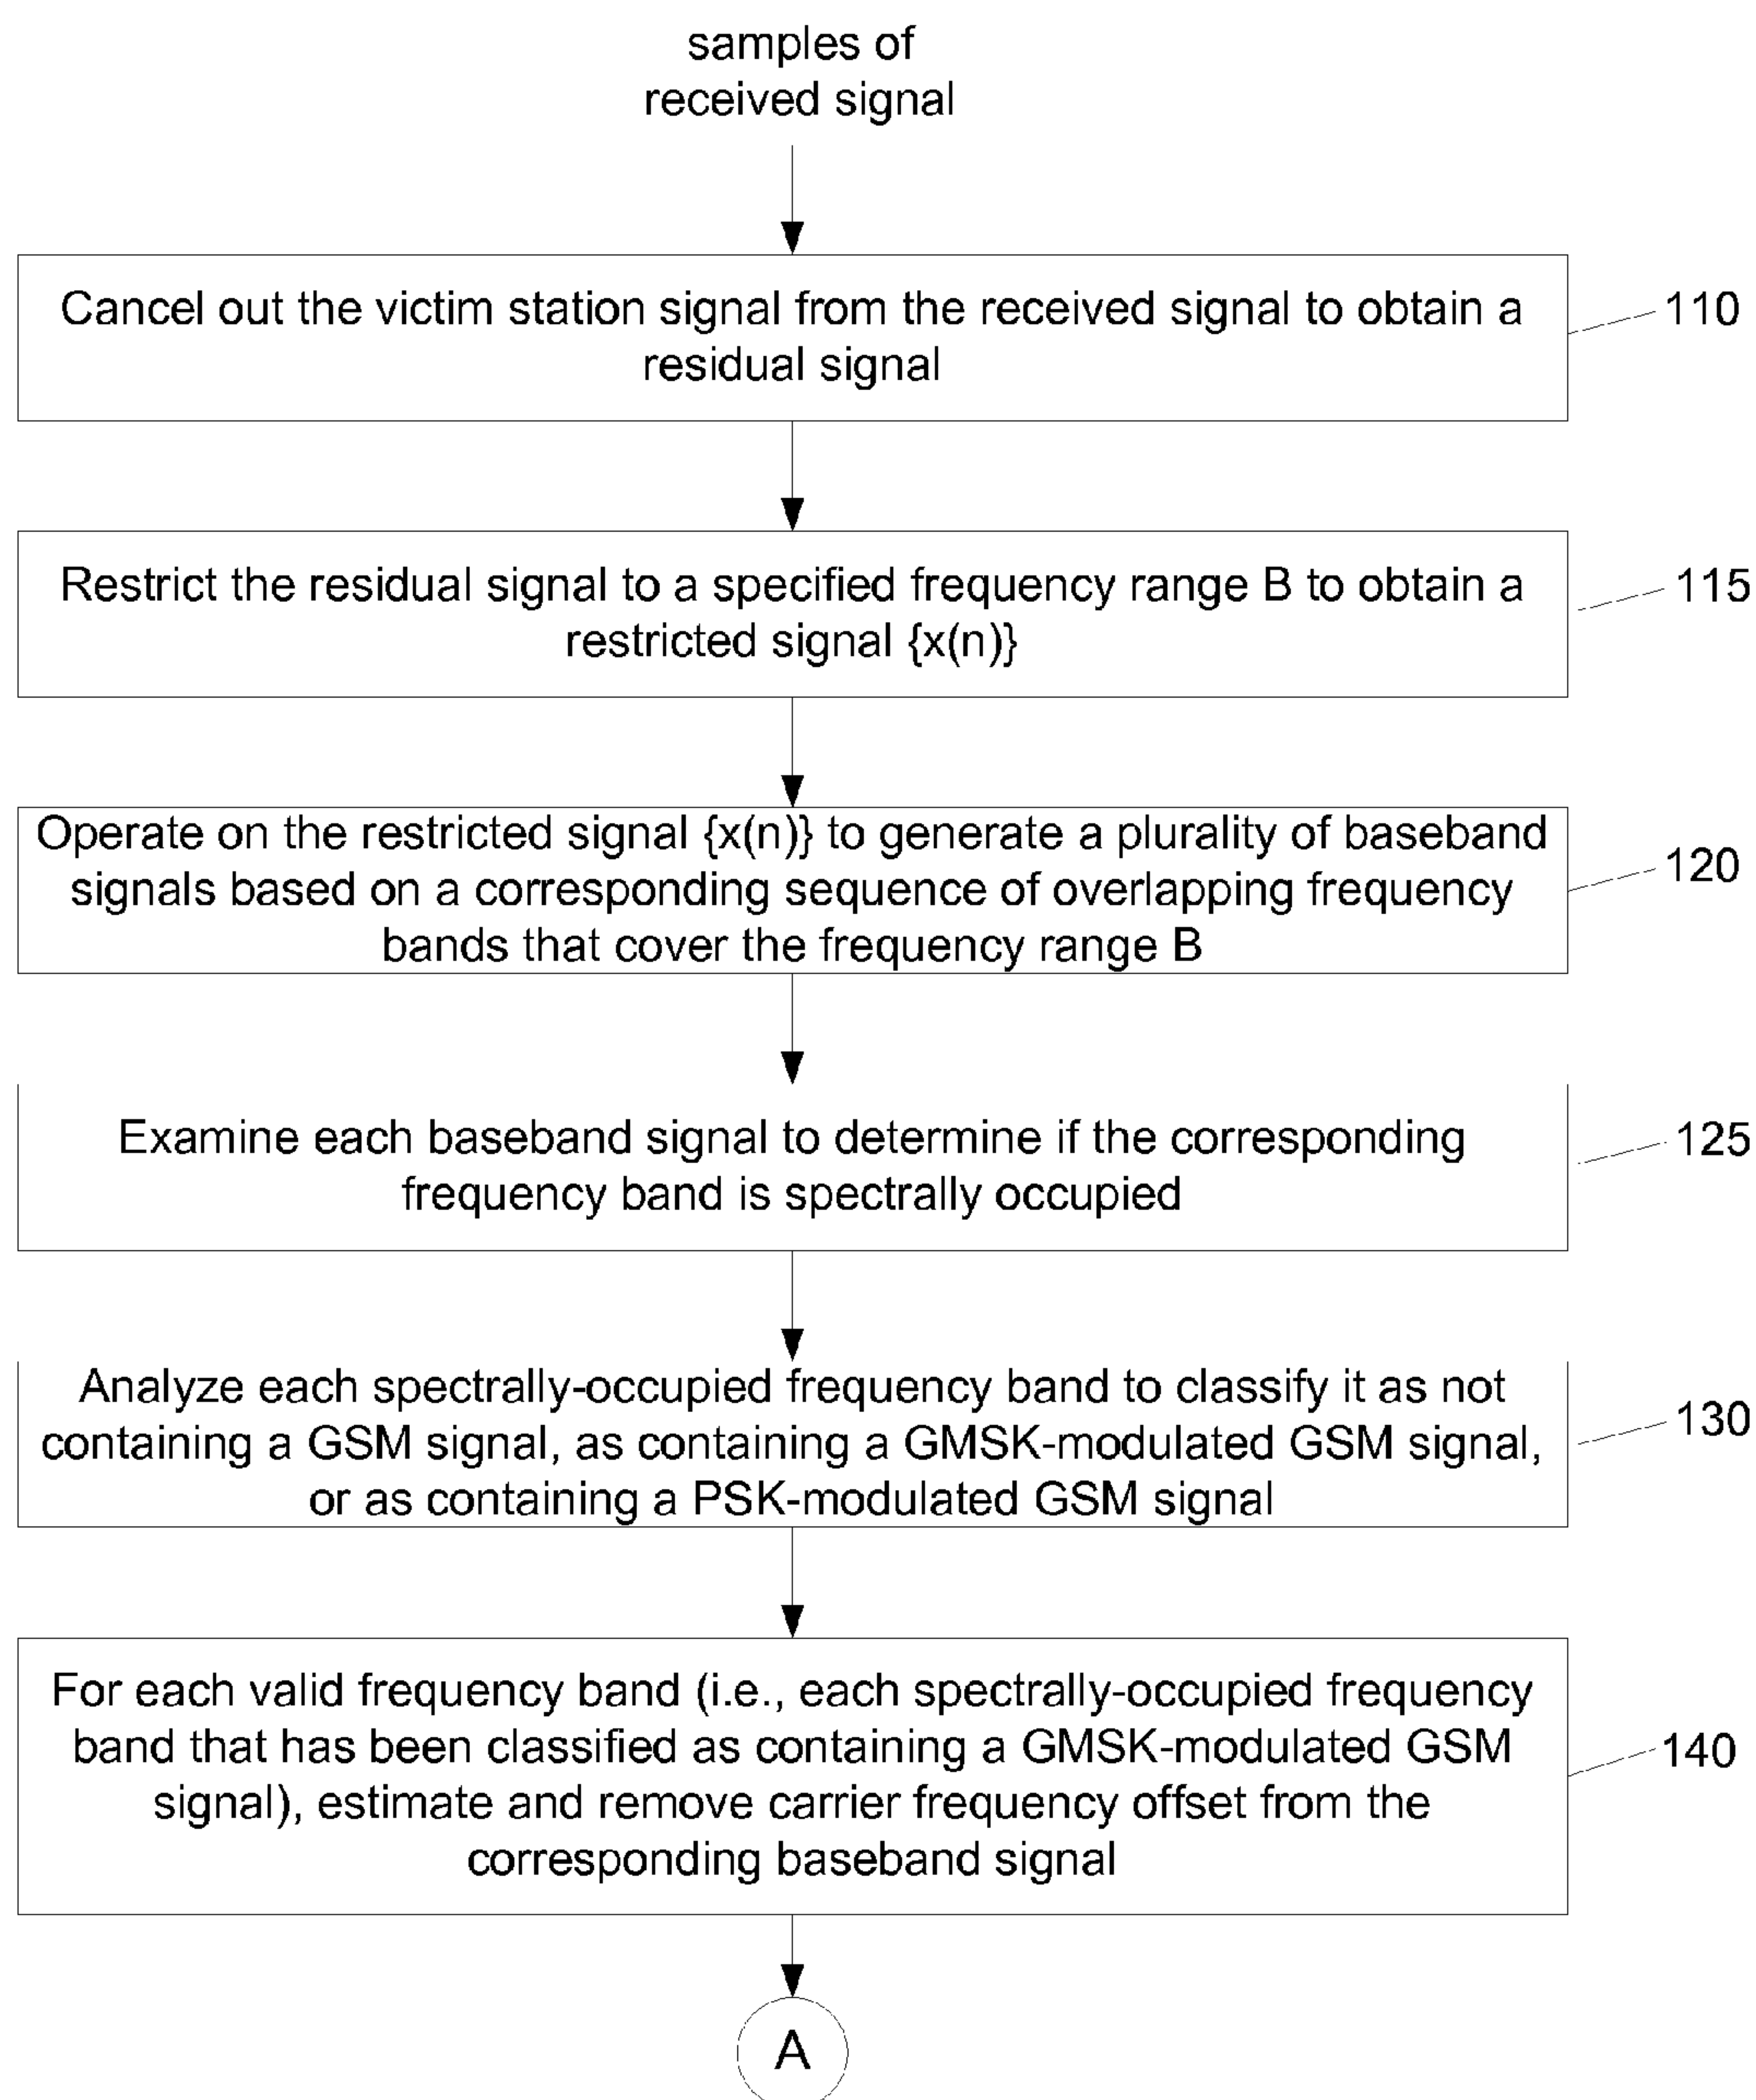 samples of
received signal
Cancel out the victim station signal from the received signal to obtain a
residual signal
110
Restrict the residual signal to a specified frequency range B to obtain a
restricted signal {x(n)}
115
Operate on the restricted signal {x(n)} to generate a plurality of baseband
signals based on a corresponding sequence of overlapping frequency
bands that cover the frequency range B
120
Examine each baseband signal to determine if the corresponding
frequency band is spectrally occupied
125
Analyze each spectrally-occupied frequency band to classify it as not
containing a GSM signal, as containing a GMSK-modulated GSM signal,
or as containing a PSK-modulated GSM signal
130
For each valid frequency band (i.e., each spectrally-occupied frequency
band that has been classified as containing a GMSK-modulated GSM
signal), estimate and remove carrier frequency offset from the
corresponding baseband signal
140
A